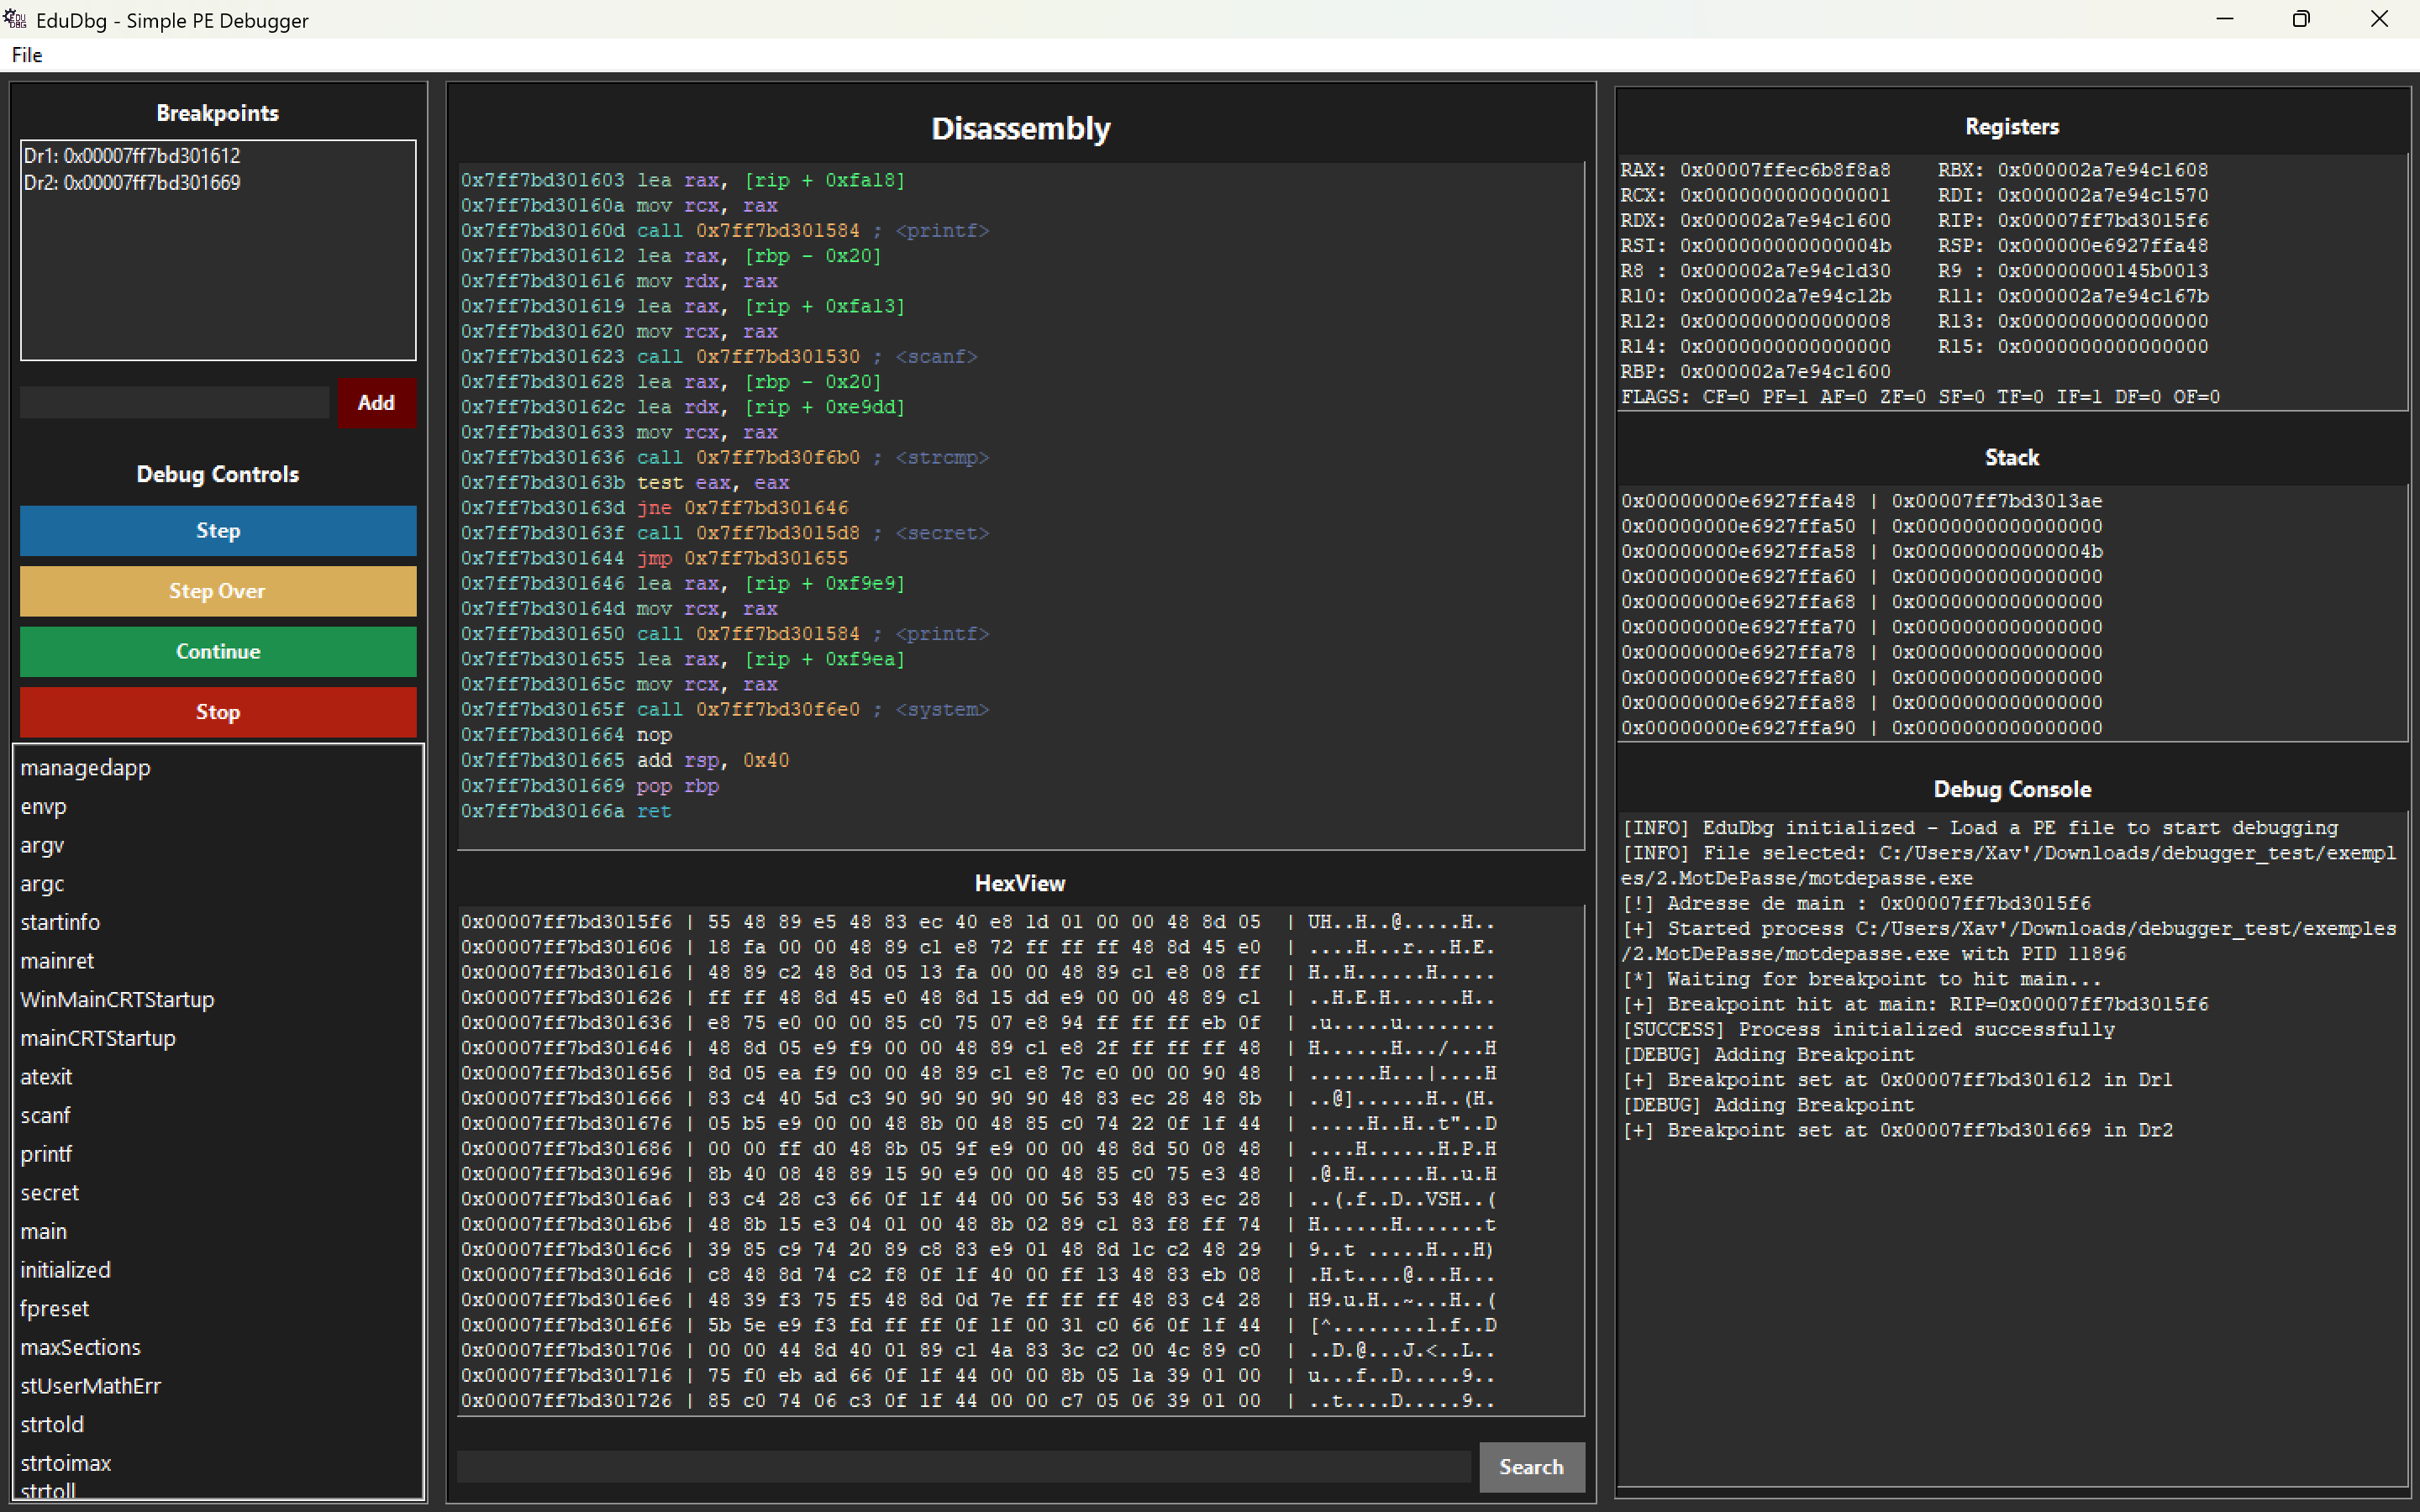 EduDbg - Simple PE Debugger
File
Breakpoints
Dr1: 0x00007ff7bd301612
Dr2: 0x00007ff7bd301669
Add
Debug Controls
Step
Step Over
Continue
Stop
managedapp
envp
argv
argc
startinfo
mainret
WinMainCRTStartup
mainCRTStartup
atexit
scanf
printf
secret
main
initialized
fpreset
maxSections
stUserMathErr
strtold
strtoimax
strtoll
Disassembly
0x7ff7bd301603 lea rax, [rip + 0xfa18]
0x7ff7bd30160a mov rcx, rax
0x7ff7bd30160d call 0x7ff7bd301584 ; <printf>
0x7ff7bd301612 lea rax, [rbp - 0x20]
0x7ff7bd301616 mov rdx, rax
0x7ff7bd301619 lea rax, [rip + 0xfa13]
0x7ff7bd301620 mov rcx, rax
0x7ff7bd301623 call 0x7ff7bd301530 ; <scanf>
0x7ff7bd301628 lea rax, [rbp - 0x20]
0x7ff7bd30162c lea rdx, [rip + 0xe9dd]
0x7ff7bd301633 mov rcx, rax
0x7ff7bd301636 call 0x7ff7bd30f6b0 ; <strcmp>
0x7ff7bd30163b test eax, eax
0x7ff7bd30163d jne 0x7ff7bd301646
0x7ff7bd30163f call 0x7ff7bd3015d8 ; <secret>
0x7ff7bd301644 jmp 0x7ff7bd301655
0x7ff7bd301646 lea rax, [rip + 0xf9e9]
0x7ff7bd30164d mov rcx, rax
0x7ff7bd301650 call 0x7ff7bd301584 ; <printf>
0x7ff7bd301655 lea rax, [rip + 0xf9ea]
0x7ff7bd30165c mov rcx, rax
0x7ff7bd30165f call 0x7ff7bd30f6e0 ; <system>
0x7ff7bd301664 nop
0x7ff7bd301665 add rsp, 0x40
0x7ff7bd301669 pop rbp
0x7ff7bd30166a ret
HexView
0x00007ff7bd3015f6 | 55 48 89 e5 48 83 ec 40 e8 1d 01 00 00 48 8d 05 | UH..H..@.....H..
0x00007ff7bd301606 | 18 fa 00 00 48 89 c1 e8 72 ff ff ff 48 8d 45 e0 | ....H...r...H.E.
0x00007ff7bd301616 | 48 89 c2 48 8d 05 13 fa 00 00 48 89 c1 e8 08 ff | H..H......H.....
0x00007ff7bd301626 | ff ff 48 8d 45 e0 48 8d 15 dd e9 00 00 48 89 c1 | ..H.E.H......H..
0x00007ff7bd301636 | e8 75 e0 00 00 85 c0 75 07 e8 94 ff ff ff eb 0f | .u.....u........
0x00007ff7bd301646 | 48 8d 05 e9 f9 00 00 48 89 c1 e8 2f ff ff ff 48 | H......H.../...H
0x00007ff7bd301656 | 8d 05 ea f9 00 00 48 89 c1 e8 7c e0 00 00 90 48 | ......H...|....H
0x00007ff7bd301666 | 83 c4 40 5d c3 90 90 90 90 90 48 83 ec 28 48 8b | ..@]......H..(H.
0x00007ff7bd301676 | 05 b5 e9 00 00 48 8b 00 48 85 c0 74 22 0f 1f 44 | .....H..H..t"..D
0x00007ff7bd301686 | 00 00 ff d0 48 8b 05 9f e9 00 00 48 8d 50 08 48 | ....H......H.P.H
0x00007ff7bd301696 | 8b 40 08 48 89 15 90 e9 00 00 48 85 c0 75 e3 48 | .@.H......H..u.H
0x00007ff7bd3016a6 | 83 c4 28 c3 66 0f 1f 44 00 00 56 53 48 83 ec 28 | ..(.f..D..VSH..(
0x00007ff7bd3016b6 | 48 8b 15 e3 04 01 00 48 8b 02 89 c1 83 f8 ff 74 | H......H.......t
0x00007ff7bd3016c6 | 39 85 c9 74 20 89 c8 83 e9 01 48 8d 1c c2 48 29 | 9..t .....H...H)
0x00007ff7bd3016d6 | c8 48 8d 74 c2 f8 0f 1f 40 00 ff 13 48 83 eb 08 | .H.t....@...H...
0x00007ff7bd3016e6 | 48 39 f3 75 f5 48 8d 0d 7e ff ff ff 48 83 c4 28 | H9.u.H..~...H..(
0x00007ff7bd3016f6 | 5b 5e e9 f3 fd ff ff 0f 1f 00 31 c0 66 0f 1f 44 | [^........1.f..D
0x00007ff7bd301706 | 00 00 44 8d 40 01 89 c1 4a 83 3c c2 00 4c 89 c0 | ..D.@...J.<..L..
0x00007ff7bd301716 | 75 f0 eb ad 66 0f 1f 44 00 00 8b 05 1a 39 01 00 | u...f..D.....9..
0x00007ff7bd301726 | 85 c0 74 06 c3 0f 1f 44 00 00 c7 05 06 39 01 00 | ..t....D.....9..
Search
Registers
RAX: 0x00007ffec6b8f8a8 RBX: 0x000002a7e94c1608
RCX: 0x0000000000000001 RDI: 0x000002a7e94c1570
RDX: 0x000002a7e94c1600 RIP: 0x00007ff7bd3015f6
RSI: 0x000000000000004b RSP: 0x000000e6927ffa48
R8 : 0x000002a7e94c1d30 R9 : 0x00000000145b0013
R10: 0x0000002a7e94c12b R11: 0x000002a7e94c167b
R12: 0x0000000000000008 R13: 0x0000000000000000
R14: 0x0000000000000000 R15: 0x0000000000000000
RBP: 0x000002a7e94c1600
FLAGS: CF=0 PF=1 AF=0 ZF=0 SF=0 TF=0 IF=1 DF=0 OF=0
Stack
0x00000000e6927ffa48 | 0x00007ff7bd3013ae
0x00000000e6927ffa50 | 0x0000000000000000
0x00000000e6927ffa58 | 0x000000000000004b
0x00000000e6927ffa60 | 0x0000000000000000
0x00000000e6927ffa68 | 0x0000000000000000
0x00000000e6927ffa70 | 0x0000000000000000
0x00000000e6927ffa78 | 0x0000000000000000
0x00000000e6927ffa80 | 0x0000000000000000
0x00000000e6927ffa88 | 0x0000000000000000
0x00000000e6927ffa90 | 0x0000000000000000
Debug Console
[INFO] EduDbg initialized - Load a PE file to start debugging
[INFO] File selected: C:/Users/Xav'/Downloads/debugger_test/exempl
es/2.MotDePasse/motdepasse.exe
[!] Adresse de main : 0x00007ff7bd3015f6
[+] Started process C:/Users/Xav'/Downloads/debugger_test/exemples
/2.MotDePasse/motdepasse.exe with PID 11896
[*] Waiting for breakpoint to hit main...
[+] Breakpoint hit at main: RIP=0x00007ff7bd3015f6
[SUCCESS] Process initialized successfully
[DEBUG] Adding Breakpoint
[+] Breakpoint set at 0x00007ff7bd301612 in Dr1
[DEBUG] Adding Breakpoint
[+] Breakpoint set at 0x00007ff7bd301669 in Dr2